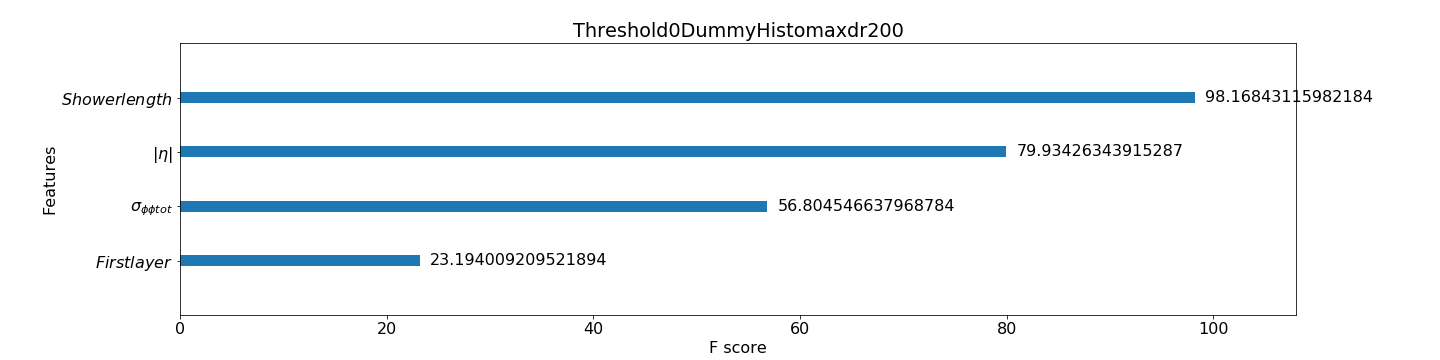 Threshold0DummyHistomaxdr200
Showerlength
98.16843115982184
|η|
79.93426343915287
σϕϕtot
56.804546637968784
Firstlayer
23.194009209521894
Features
0 20 40 60 80 100
F score